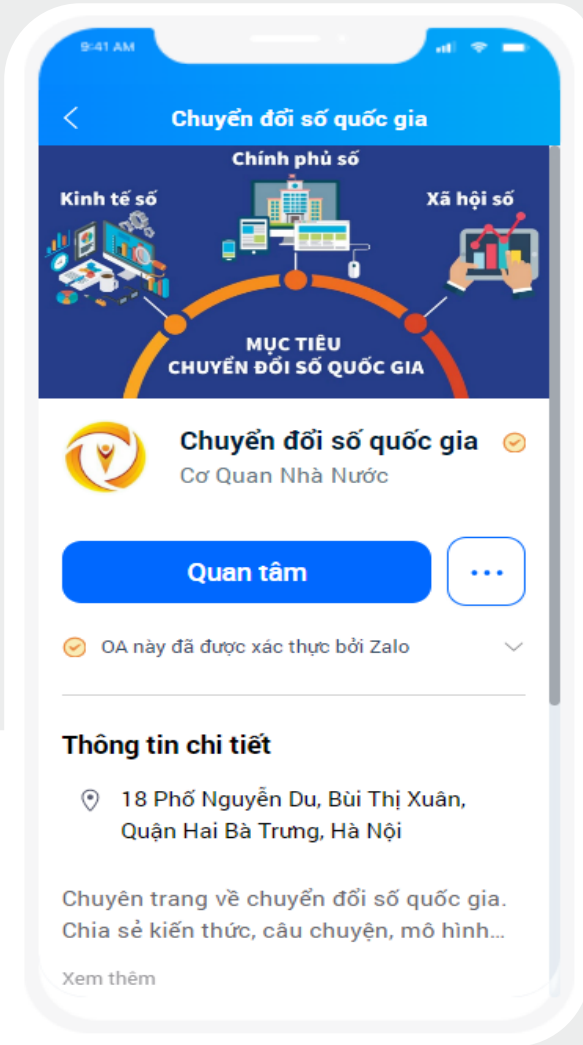 9:41 AM
Chuyển đổi số quốc gia
Chính phủ số
Kinh tế số
Xã hội số
MỤC TIÊU
CHUYỂN ĐỔI SỐ QUỐC GIA
Chuyển đổi số quốc gia
Cơ Quan Nhà Nước
Quan tâm
OA này đã được xác thực bởi Zalo
Thông tin chi tiết
18 Phố Nguyễn Du, Bùi Thị Xuân,
Quận Hai Bà Trưng, Hà Nội
Chuyên trang về chuyển đổi số quốc gia.
Chia sẻ kiến thức, câu chuyện, mô hình...
Xem thêm